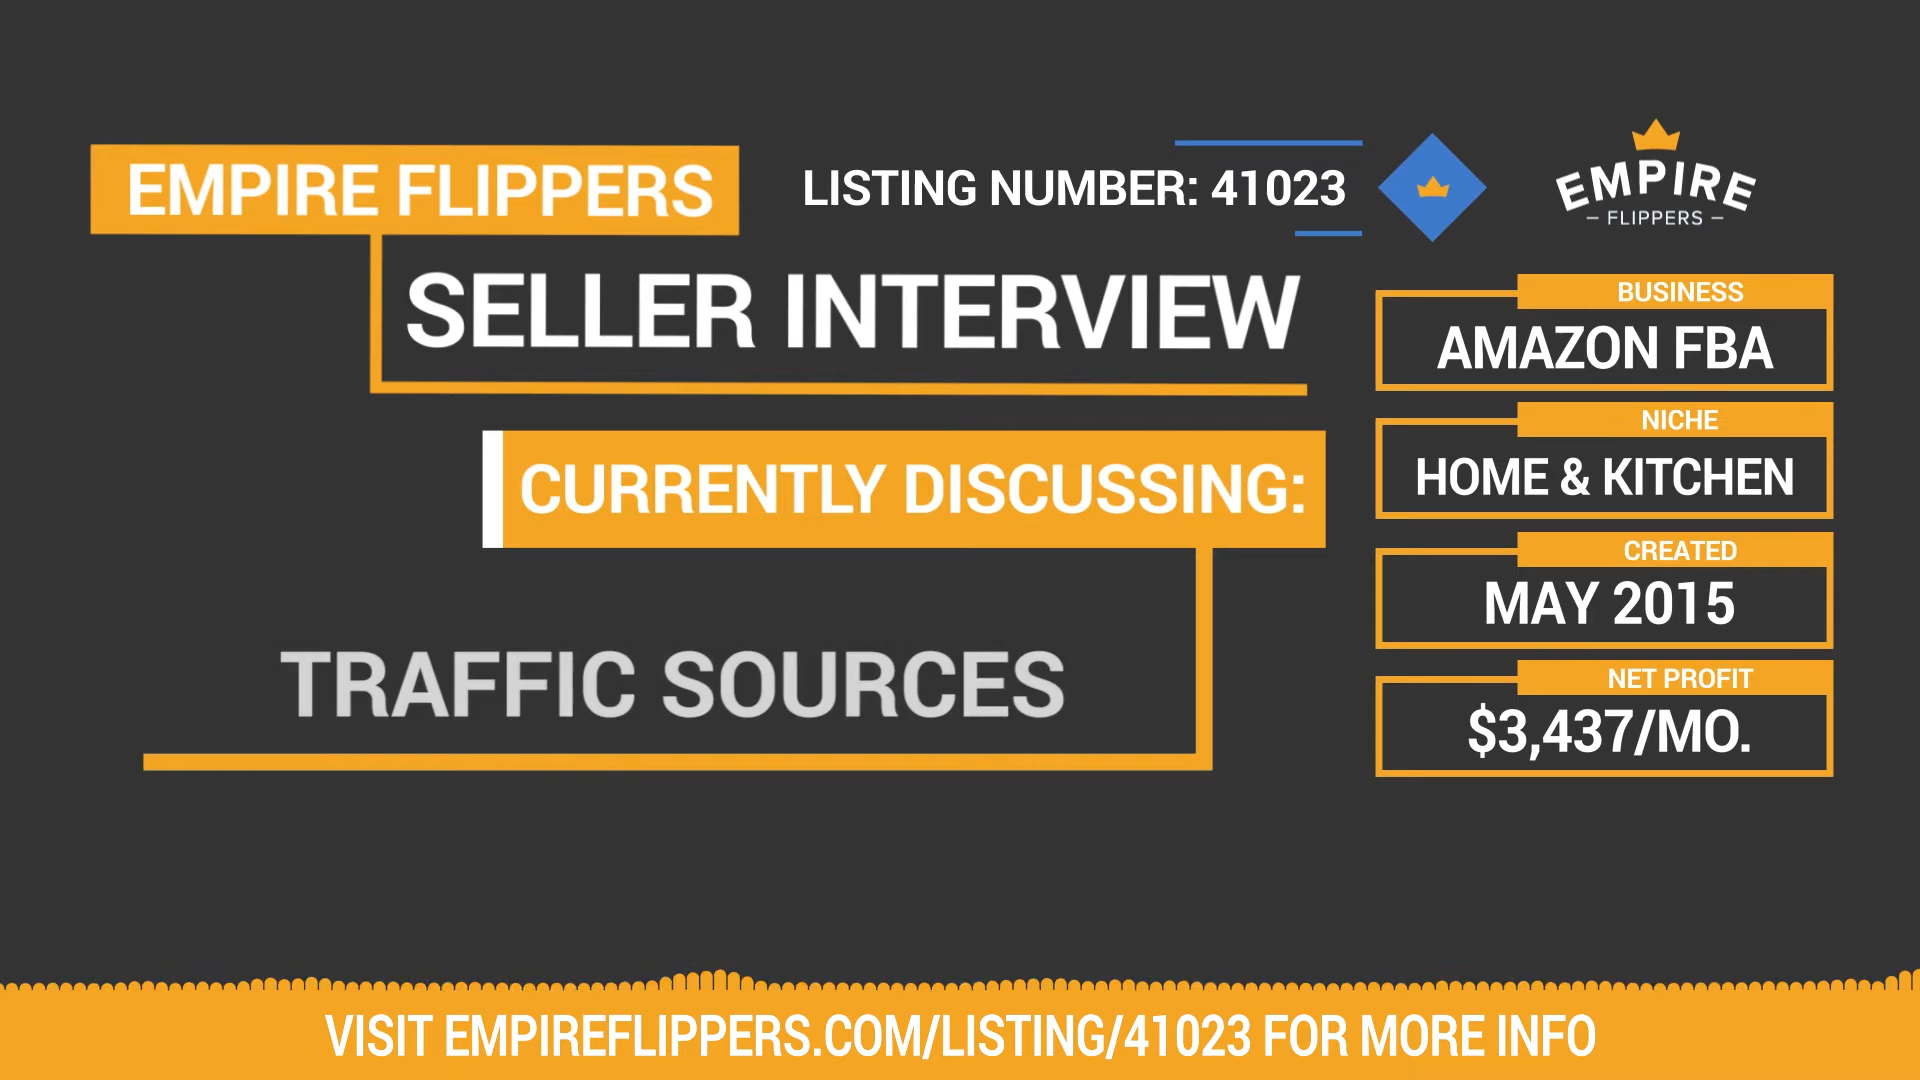 EMPIRE FLIPPERS
LISTING NUMBER: 41023
EMPIRE
FLIPPERS
SELLER INTERVIEW
BUSINESS
AMAZON FBA
NICHE
HOME & KITCHEN
CURRENTLY DISCUSSING:
CREATED
MAY 2015
TRAFFIC SOURCES
NET PROFIT
$3,437/MO.
VISIT EMPIREFLIPPERS.COM/LISTING/41023 FOR MORE INFO